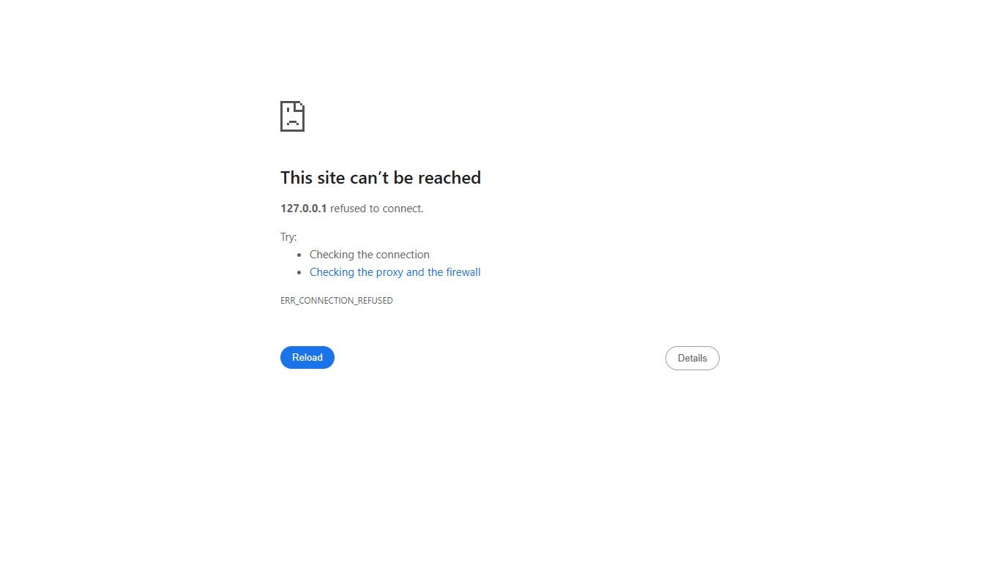 This site can’t be reached
127.0.0.1 refused to connect.
Try:
Checking the connection
Checking the proxy and the firewall
ERR_CONNECTION_REFUSED
Reload
Details